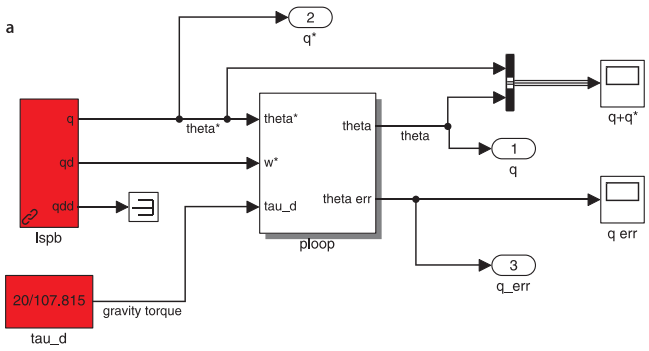 a
2
q*
q
theta*
theta*
theta
theta
q+q*
1
q
qd
w*
qdd
tau_d
theta err
lspb
ploop
q err
3
q_err
20/107.815
gravity torque
tau_d